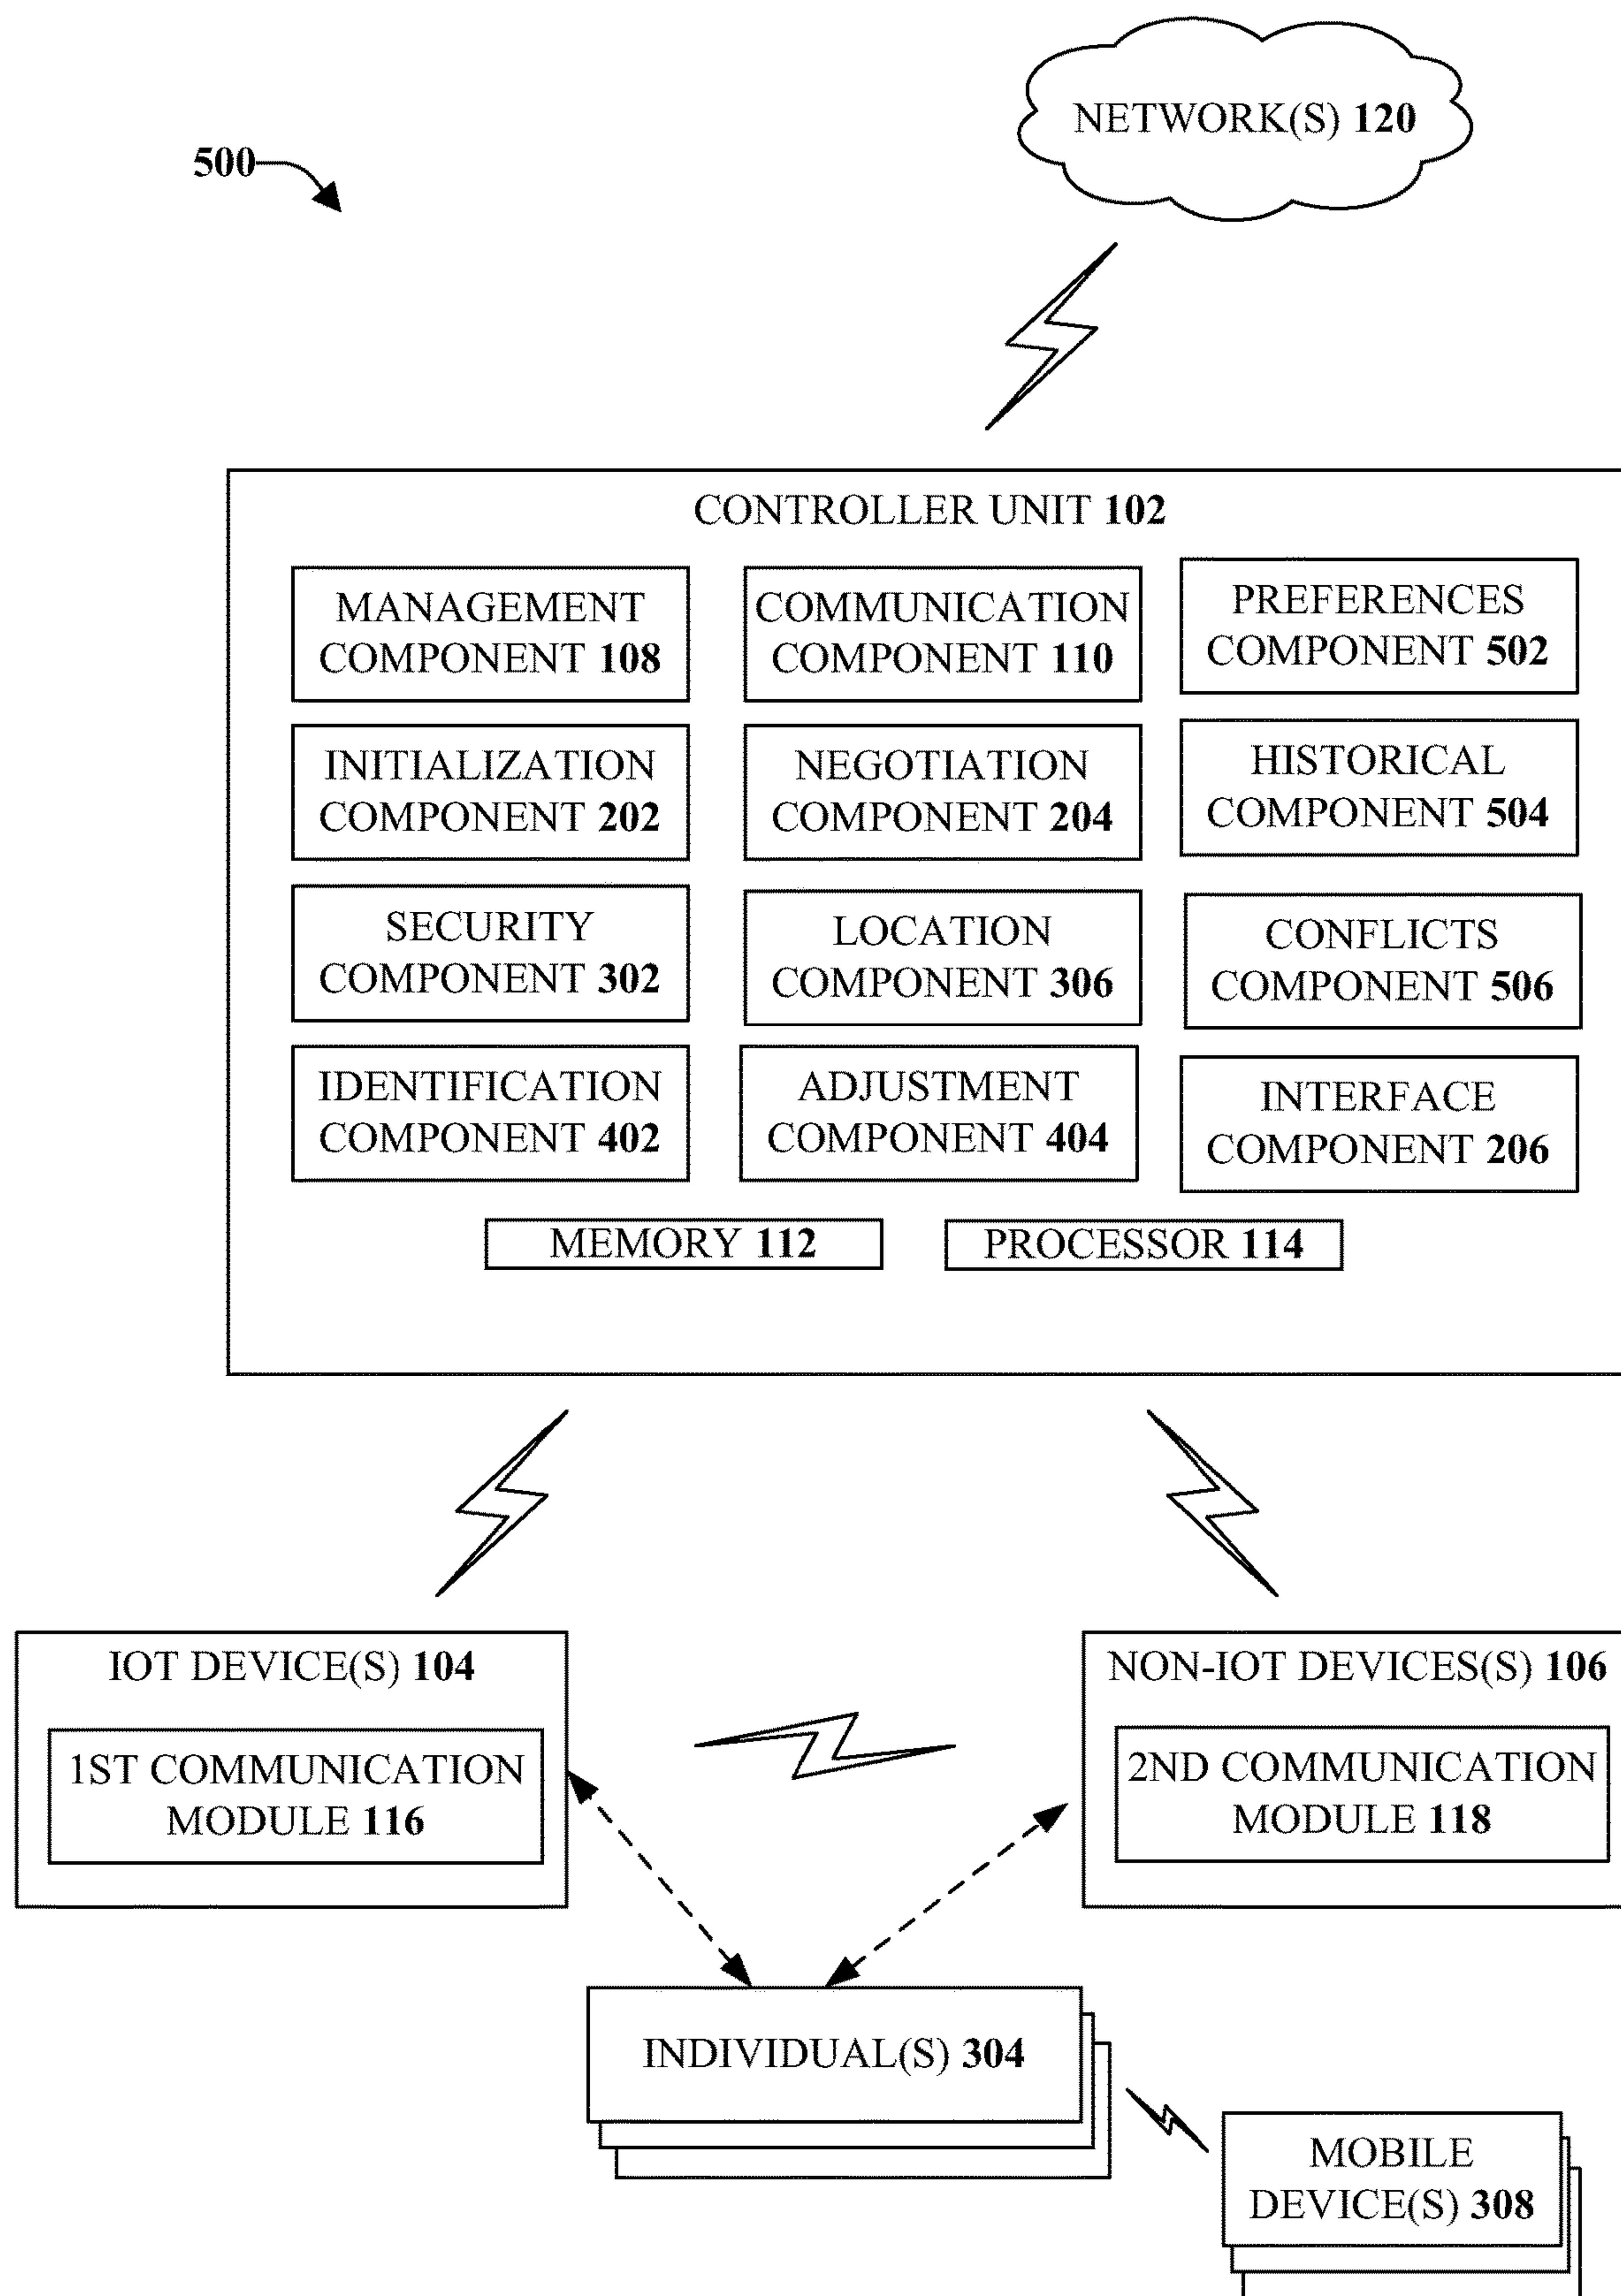 NETWORK(S) 120
500
CONTROLLER UNIT 102
MANAGEMENT
COMPONENT 108
COMMUNICATION
COMPONENT 110
PREFERENCES
COMPONENT 502
INITIALIZATION
COMPONENT 202
NEGOTIATION
COMPONENT 204
HISTORICAL
COMPONENT 504
SECURITY
COMPONENT 302
LOCATION
COMPONENT 306
CONFLICTS
COMPONENT 506
IDENTIFICATION
COMPONENT 402
ADJUSTMENT
COMPONENT 404
INTERFACE
COMPONENT 206
MEMORY 112
PROCESSOR 114
IOT DEVICE(S) 104
1ST COMMUNICATION
MODULE 116
NON-IOT DEVICES(S) 106
2ND COMMUNICATION
MODULE 118
INDIVIDUAL(S) 304
MOBILE
DEVICE(S) 308